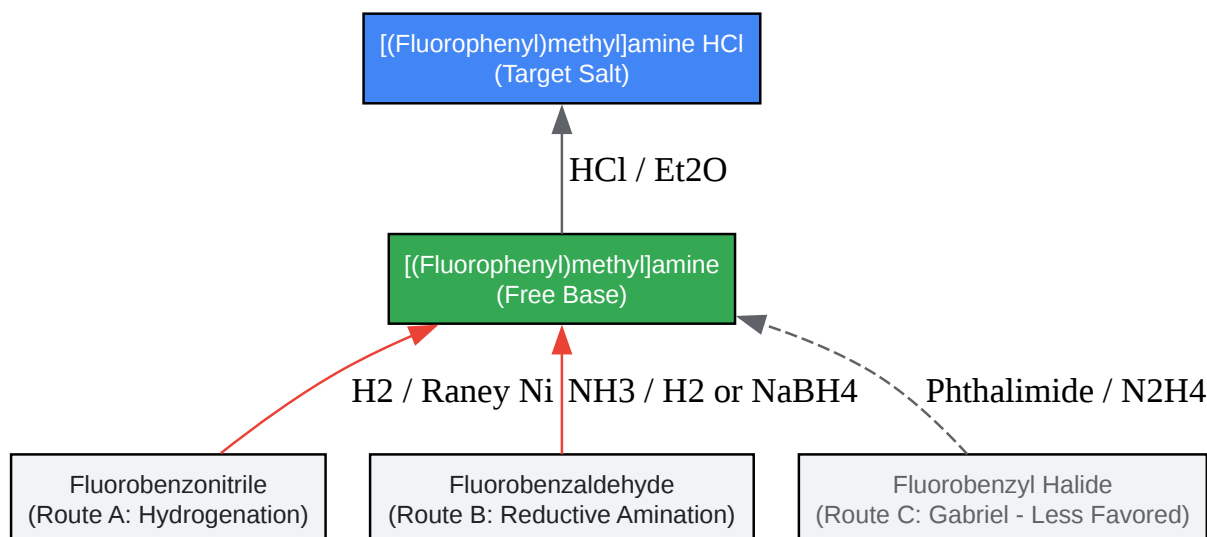 [(Fluorophenyl)methyl]amine HCl
(Target Salt)
HCl / Et2O
[(Fluorophenyl)methyl]amine
(Free Base)
H2 / Raney Ni
NH3 / H2 or NaBH4
Phthalimide / N2H4
Fluorobenzonitrile
(Route A: Hydrogenation)
Fluorobenzaldehyde
(Route B: Reductive Amination)
Fluorobenzyl Halide
(Route C: Gabriel - Less Favored)